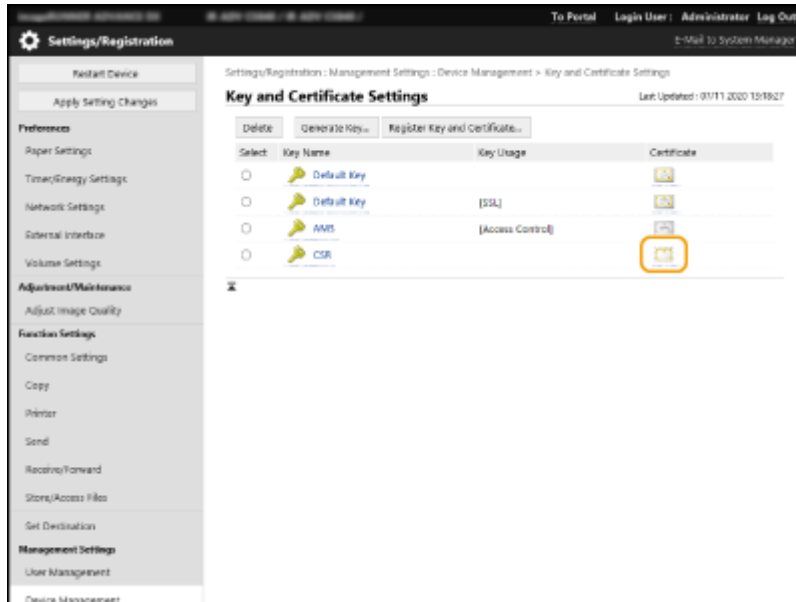 To Portal Login User : Administrator Log Out
Settings/Registration
E-Mail to System Manager
Restart Device
Apply Setting Changes
Preferences
Paper Settings
Timer/Energy Settings
Network Settings
External Interface
Volume Settings
Adjustment/Maintenance
Adjust Image Quality
Function Settings
Common Settings
Copy
Printer
Send
Receive/Forward
Store/Access Files
Set Destination
Management Settings
User Management
Device Management
Settings/Registration : Management Settings : Device Management > Key and Certificate Settings
Key and Certificate Settings
Last Updated : 01/11 2020 13:18:27
Delete Generate Key... Register Key and Certificate...
Select Key Name Key Usage Certificate
Default Key
Default Key [SSL]
AMS [Access Control]
CSR